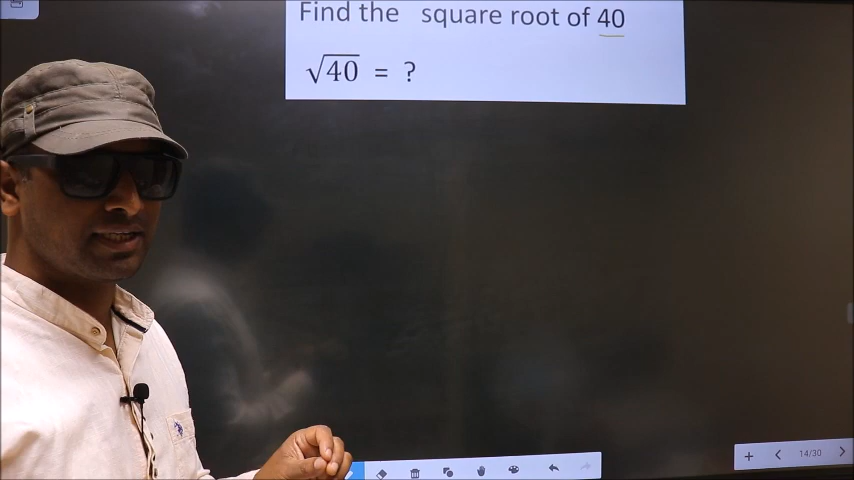 Find the square root of 40
√40 = ?
14/30